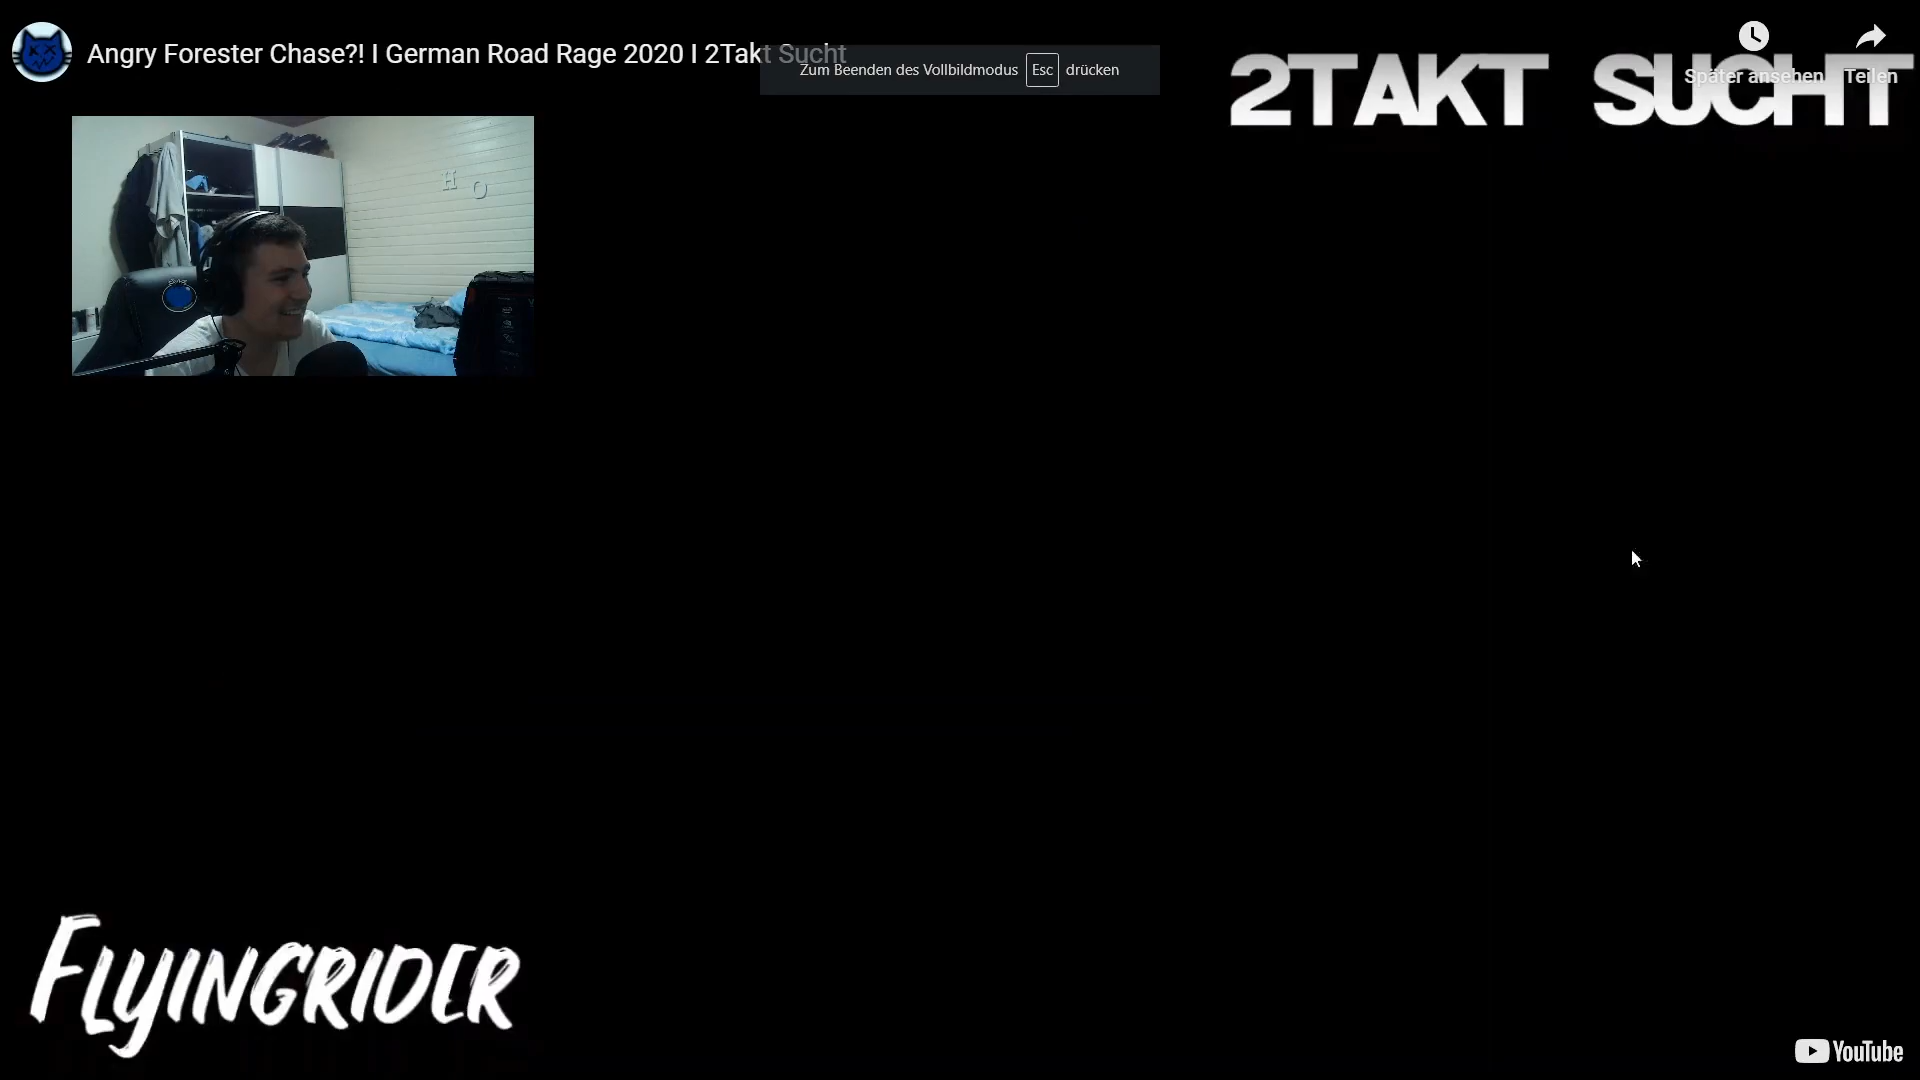 Angry Forester Chase?! I German Road Rage 2020 I 2Takt Sucht
Zum Beenden des Vollbildmodus Esc drücken
Später ansehen
Teilen
2TAKT SUCHT
H O
FLYINGRIDER
YouTube